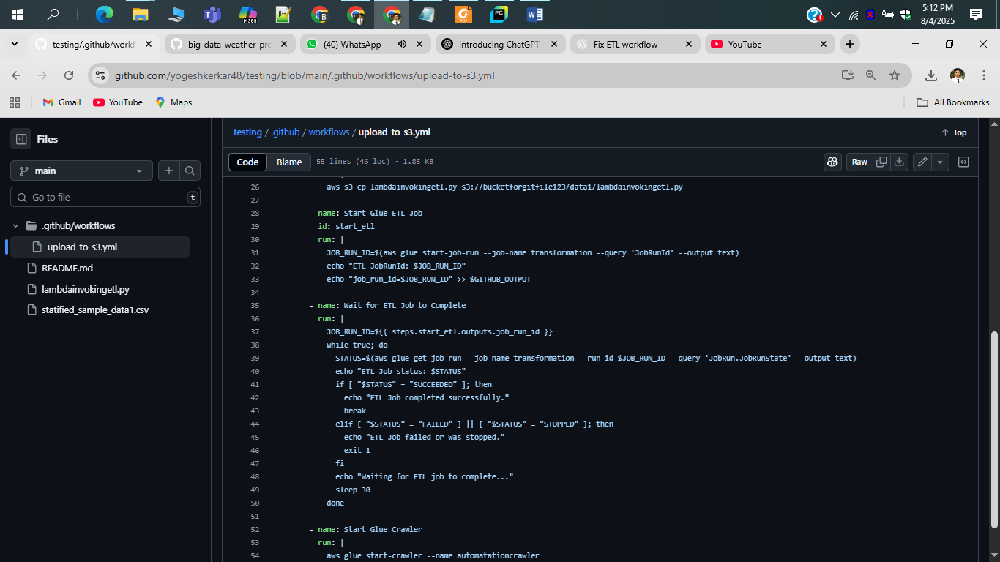 5:12 PM
8/4/2025
M365
testing/.github/workf
big-data-weather-pre
(40) WhatsApp
Introducing ChatGPT
Fix ETL workflow
YouTube
github.com/yogeshkerkar48/testing/blob/main/.github/workflows/upload-to-s3.yml
Gmail
YouTube
Maps
All Bookmarks
Files
main
Go to file
t
.github/workflows
upload-to-s3.yml
README.md
lambdainvokingetl.py
statified_sample_data1.csv
testing / .github / workflows / upload-to-s3.yml
Top
Code
Blame
55 lines (46 loc) · 1.85 KB
Raw
26 aws s3 cp lambdainvokingetl.py s3://bucketforgitfile123/data1/lambdainvokingetl.py
27
28 - name: Start Glue ETL Job
29 id: start_etl
30 run: |
31 JOB_RUN_ID=$(aws glue start-job-run --job-name transformation --query 'JobRunId' --output text)
32 echo "ETL JobRunId: $JOB_RUN_ID"
33 echo "job_run_id=$JOB_RUN_ID" >> $GITHUB_OUTPUT
34
35 - name: Wait for ETL Job to Complete
36 run: |
37 JOB_RUN_ID=${{ steps.start_etl.outputs.job_run_id }}
38 while true; do
39 STATUS=$(aws glue get-job-run --job-name transformation --run-id $JOB_RUN_ID --query 'JobRun.JobRunState' --output text)
40 echo "ETL Job status: $STATUS"
41 if [ "$STATUS" = "SUCCEEDED" ]; then
42 echo "ETL Job completed successfully."
43 break
44 elif [ "$STATUS" = "FAILED" ] || [ "$STATUS" = "STOPPED" ]; then
45 echo "ETL Job failed or was stopped."
46 exit 1
47 fi
48 echo "Waiting for ETL job to complete..."
49 sleep 30
50 done
51
52 - name: Start Glue Crawler
53 run: |
54 aws glue start-crawler --name automatationcrawler